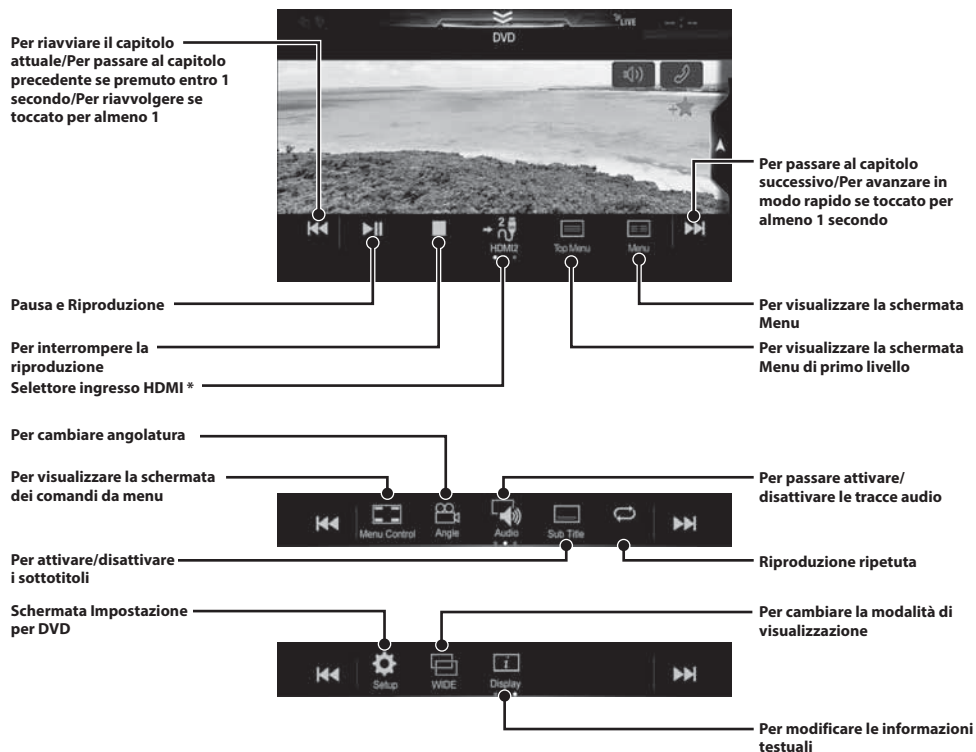 LIVE
DVD
Per riavviare il capitolo
attuale/Per passare al capitolo
precedente se premuto entro 1
secondo/Per riavvolgere se
toccato per almeno 1
Per passare al capitolo
successivo/Per avanzare in
modo rapido se toccato per
almeno 1 secondo
2
HDMI2
Top Menu
Menu
Pausa e Riproduzione
Per interrompere la
riproduzione
Selettore ingresso HDMI *
Per visualizzare la schermata
Menu
Per visualizzare la schermata
Menu di primo livello
Per cambiare angolatura
Per visualizzare la schermata
dei comandi da menu
Per passare attivare/
disattivare le tracce audio
Menu Control
Angle
Audio
Sub Title
Per attivare/disattivare
i sottotitoli
Riproduzione ripetuta
Schermata Impostazione
per DVD
Per cambiare la modalità di
visualizzazione
Setup
WIDE
Display
Per modificare le informazioni
testuali